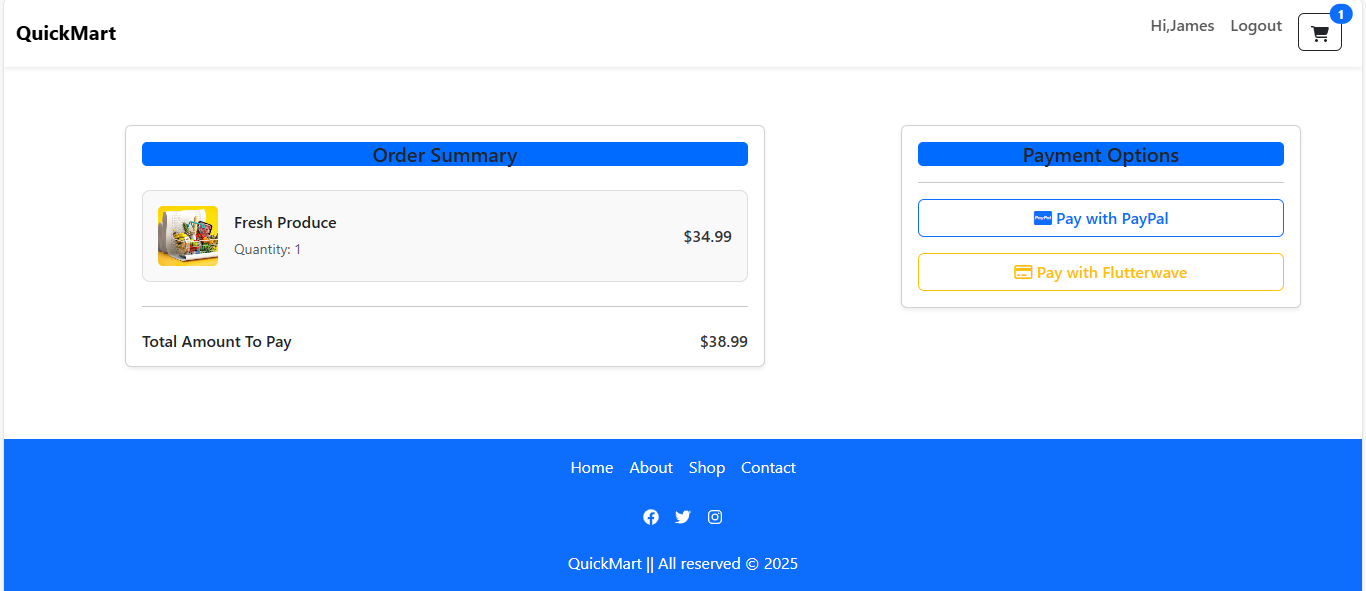 QuickMart
Hi,James
Logout
1
Order Summary
Fresh Produce
Quantity: 1
$34.99
Total Amount To Pay
$38.99
Payment Options
PayPal Pay with PayPal
Pay with Flutterwave
Home About Shop Contact
QuickMart || All reserved © 2025